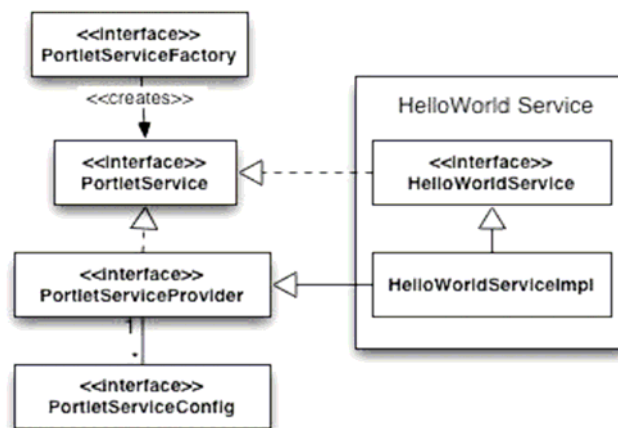 <<interface>>
PortletServiceFactory
<<creates>>
HelloWorld Service
<<interface>>
PortletService
<<interface>>
HelloWorldService
<<interface>>
PortletServiceProvider
HelloWorldServiceImpl
1
*
<<interface>>
PortletServiceConfig